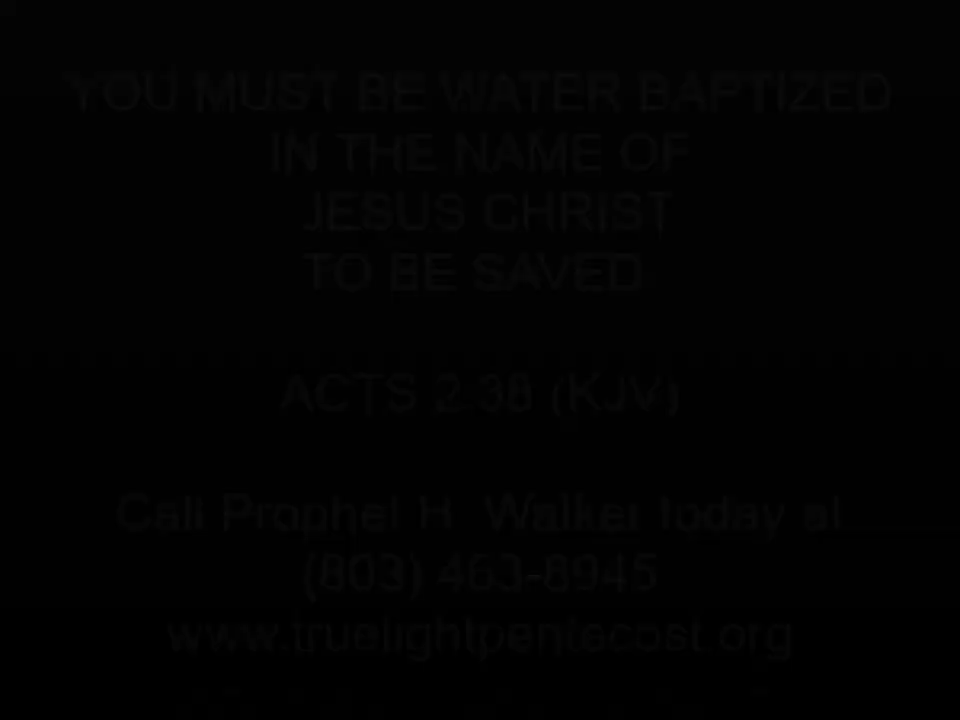 YOU MUST BE WATER BAPTIZED
IN THE NAME OF
JESUS CHRIST
TO BE SAVED
ACTS 2:38 (KJV)
Call Prophet H. Walker today at
(803) 463-8945
www.truelightpentecost.org